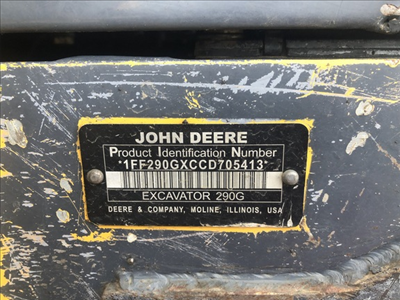 JOHN DEERE
Product Identification Number
*1FF290GXCCD705413*
EXCAVATOR 290G
DEERE & COMPANY, MOLINE, ILLINOIS, USA